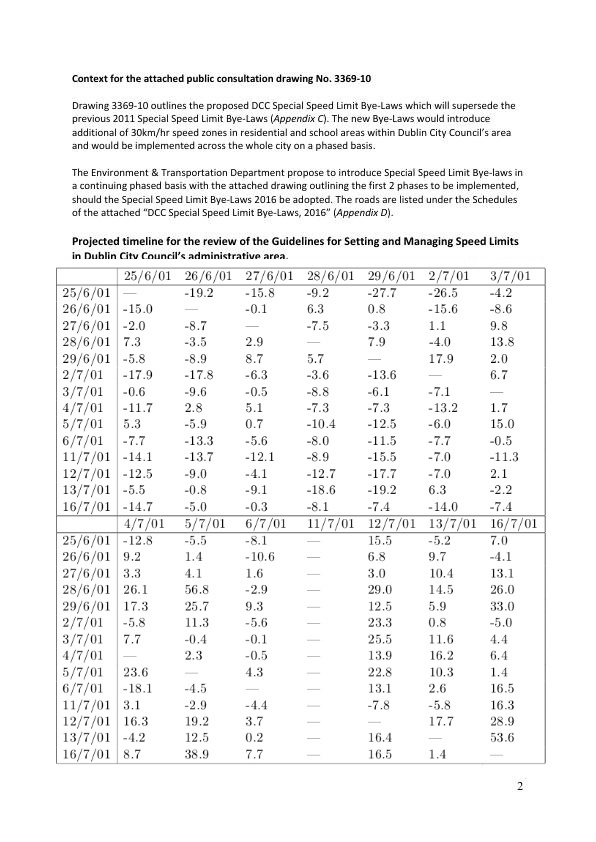 Context for the attached public consultation drawing No. 3369-10
Drawing 3369-10 outlines the proposed DCC Special Speed Limit Bye-Laws which will supersede the
previous 2011 Special Speed Limit Bye-Laws (Appendix C). The new Bye-Laws would introduce
additional of 30km/hr speed zones in residential and school areas within Dublin City Council's area
and would be implemented across the whole city on a phased basis.
The Environment & Transportation Department propose to introduce Special Speed Limit Bye-laws in
a continuing phased basis with the attached drawing outlining the first 2 phases to be implemented,
should the Special Speed Limit Bye-Laws 2016 be adopted. The roads are listed under the Schedules
of the attached "DCC Special Speed Limit Bye-Laws, 2016" (Appendix D).
Projected timeline for the review of the Guidelines for Setting and Managing Speed Limits
in Dublin City Council's administrative area.
25/6/01 26/6/01 27/6/01 28/6/01 29/6/01 2/7/01 3/7/01
25/6/01 — -19.2 -15.8 -9.2 -27.7 -26.5 -4.2
26/6/01 -15.0 — -0.1 6.3 0.8 -15.6 -8.6
27/6/01 -2.0 -8.7 — -7.5 -3.3 1.1 9.8
28/6/01 7.3 -3.5 2.9 — 7.9 -4.0 13.8
29/6/01 -5.8 -8.9 8.7 5.7 — 17.9 2.0
2/7/01 -17.9 -17.8 -6.3 -3.6 -13.6 — 6.7
3/7/01 -0.6 -9.6 -0.5 -8.8 -6.1 -7.1 —
4/7/01 -11.7 2.8 5.1 -7.3 -7.3 -13.2 1.7
5/7/01 5.3 -5.9 0.7 -10.4 -12.5 -6.0 15.0
6/7/01 -7.7 -13.3 -5.6 -8.0 -11.5 -7.7 -0.5
11/7/01 -14.1 -13.7 -12.1 -8.9 -15.5 -7.0 -11.3
12/7/01 -12.5 -9.0 -4.1 -12.7 -17.7 -7.0 2.1
13/7/01 -5.5 -0.8 -9.1 -18.6 -19.2 6.3 -2.2
16/7/01 -14.7 -5.0 -0.3 -8.1 -7.4 -14.0 -7.4
4/7/01 5/7/01 6/7/01 11/7/01 12/7/01 13/7/01 16/7/01
25/6/01 -12.8 -5.5 -8.1 — 15.5 -5.2 7.0
26/6/01 9.2 1.4 -10.6 — 6.8 9.7 -4.1
27/6/01 3.3 4.1 1.6 — 3.0 10.4 13.1
28/6/01 26.1 56.8 -2.9 — 29.0 14.5 26.0
29/6/01 17.3 25.7 9.3 — 12.5 5.9 33.0
2/7/01 -5.8 11.3 -5.6 — 23.3 0.8 -5.0
3/7/01 7.7 -0.4 -0.1 — 25.5 11.6 4.4
4/7/01 — 2.3 -0.5 — 13.9 16.2 6.4
5/7/01 23.6 — 4.3 — 22.8 10.3 1.4
6/7/01 -18.1 -4.5 — — 13.1 2.6 16.5
11/7/01 3.1 -2.9 -4.4 — -7.8 -5.8 16.3
12/7/01 16.3 19.2 3.7 — — 17.7 28.9
13/7/01 -4.2 12.5 0.2 — 16.4 — 53.6
16/7/01 8.7 38.9 7.7 — 16.5 1.4 —
2